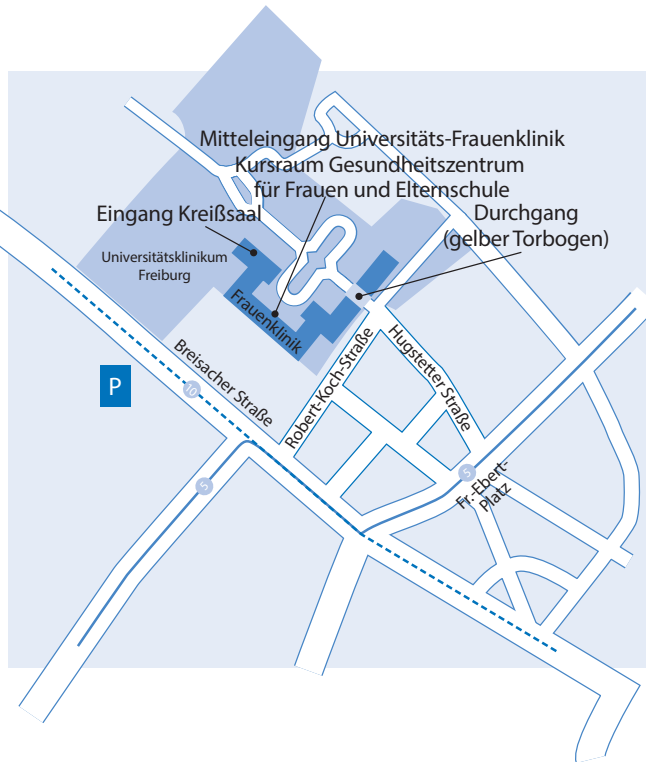 Mitteleingang Universitäts-Frauenklinik
Kursraum Gesundheitszentrum
für Frauen und Elternschule
Eingang Kreißsaal
Durchgang
(gelber Torbogen)
Universitätsklinikum
Freiburg
Frauenklinik
Breisacher Straße
Robert-Koch-Straße
Hugstetter Straße
P
10
5
5
Fr.-Ebert-
Platz